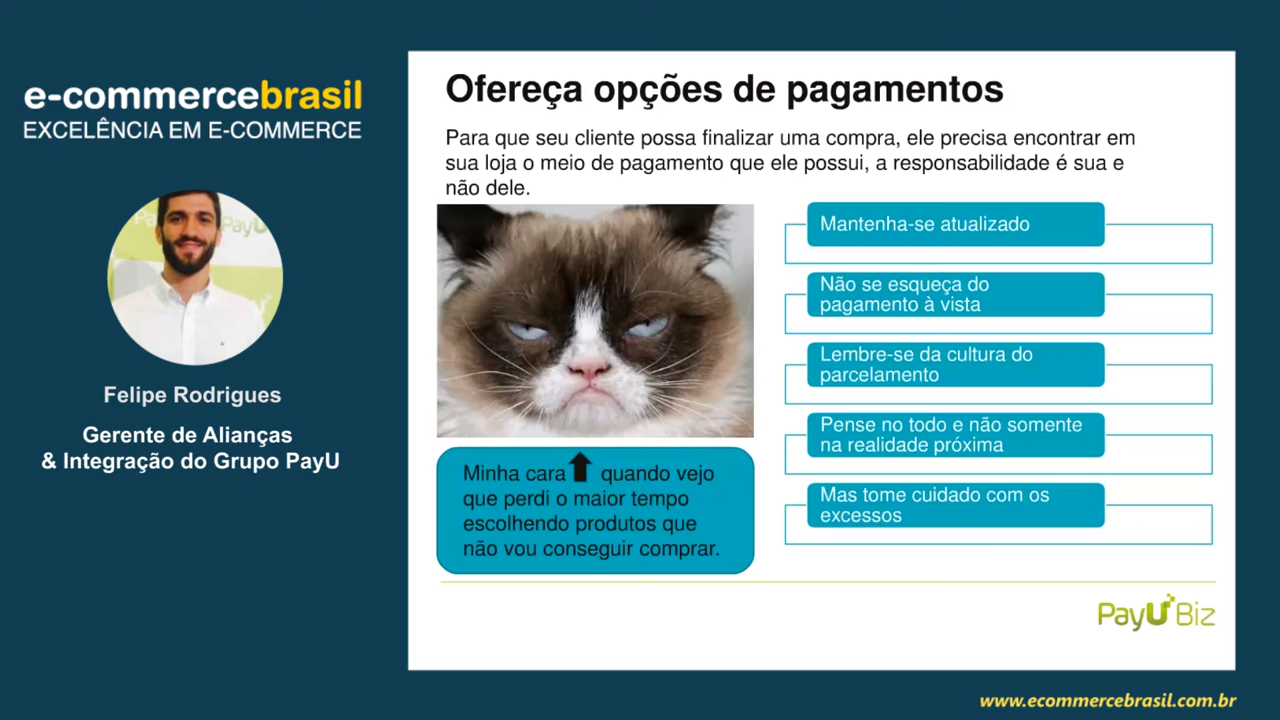 e-commercebrasil
EXCELÊNCIA EM E-COMMERCE
Felipe Rodrigues
Gerente de Alianças
& Integração do Grupo PayU
Ofereça opções de pagamentos
Para que seu cliente possa finalizar uma compra, ele precisa encontrar em
sua loja o meio de pagamento que ele possui, a responsabilidade é sua e
não dele.
Minha cara quando vejo
que perdi o maior tempo
escolhendo produtos que
não vou conseguir comprar.
Mantenha-se atualizado
Não se esqueça do
pagamento à vista
Lembre-se da cultura do
parcelamento
Pense no todo e não somente
na realidade próxima
Mas tome cuidado com os
excessos
PayU Biz
www.ecommercebrasil.com.br